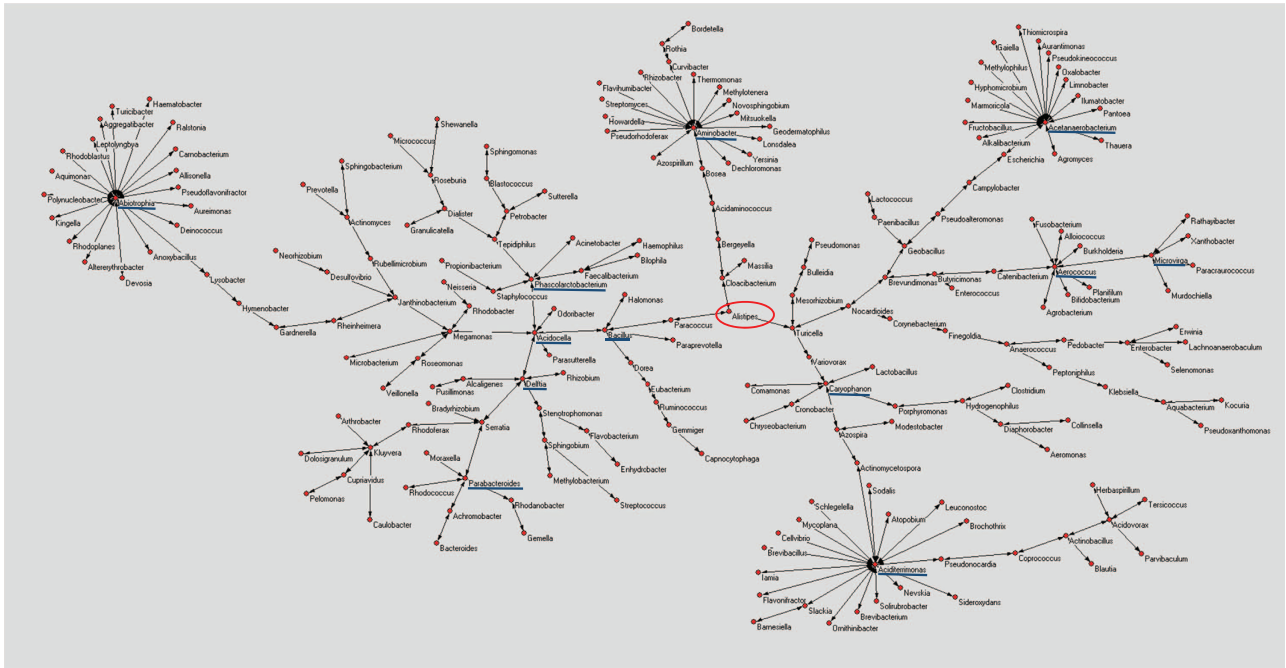 Bordetella
Rothia
Curvibacter
Rhizobacter
Thermomonas
Flavihumibacter
Methylotenera
Streptomyces
Novosphingobium
Howardella
Mitsuokella
Pseudorhodoferax
Aminobacter
Geodermatophilus
Lonsdalea
Azospirillum
Yersinia
Dechloromonas
Bosea
Acidaminococcus
Bergeyella
Massilia
Cloacibacterium
Alistipes
Thiomicrospira
Gaiella
Aurantimonas
Pseudokineococcus
Methylophilus
Oxalobacter
Hyphomicrobium
Limnobacter
Marmoricola
Ilumatobacter
Pantoea
Fructobacillus
Acetanaerobacterium
Alkalibacterium
Thauera
Agromyces
Escherichia
Campylobacter
Lactococcus
Paenibacillus
Pseudoalteromonas
Geobacillus
Haematobacter
Turicibacter
Aggregatibacter
Ralstonia
Leptolyngbya
Rhodoblastus
Carnobacterium
Aquimonas
Allisonella
Pseudoflavonifractor
Polynucleobacter
Abiotrophia
Aureimonas
Kingella
Deinococcus
Rhodoplanes
Altererythrobacter
Anoxybacillus
Devosia
Lysobacter
Hymenobacter
Gardnerella
Rheinheimera
Shewanella
Micrococcus
Sphingomonas
Sphingobacterium
Roseburia
Blastococcus
Prevotella
Sutterella
Actinomyces
Dialister
Petrobacter
Granulicatella
Tepidiphilus
Neorhizobium
Rubellimicrobium
Acinetobacter
Haemophilus
Desulfovibrio
Propionibacterium
Faecalibacterium
Bilophila
Phascolactobacterium
Neisseria
Staphylococcus
Janthinobacterium
Rhodobacter
Halomonas
Odoribacter
Megamonas
Acidocella
Bacillus
Paracoccus
Paraprevotella
Microbacterium
Roseomonas
Parasutterella
Dorea
Veillonella
Alcaligenes
Delftia
Rhizobium
Pusilimonas
Eubacterium
Bradyrhizobium
Stenotrophomonas
Ruminococcus
Arthrobacter
Rhodoferax
Serratia
Flavobacterium
Gemmiger
Sphingobium
Kluyvera
Dolosigranulum
Moraxella
Enhydrobacter
Capnocytophaga
Cupriavidus
Parabacteroides
Methylobacterium
Pelomonas
Rhodococcus
Rhodanobacter
Streptococcus
Caulobacter
Achromobacter
Bacteroides
Gemella
Pseudomonas
Bulleidia
Mesorhizobium
Turicella
Nocardioides
Brevundimonas
Butyricimonas
Enterococcus
Catenibacterium
Fusobacterium
Alloiococcus
Burkholderia
Aerococcus
Planifilum
Bifidobacterium
Agrobacterium
Rathayibacter
Xanthobacter
Microvirga
Paracraurococcus
Murdochiella
Corynebacterium
Finegoldia
Anaerococcus
Pedobacter
Erwinia
Enterobacter
Lachnoanaerobaculum
Selenomonas
Peptoniphilus
Klebsiella
Aquabacterium
Kocuria
Pseudoxanthomonas
Variovorax
Lactobacillus
Comamonas
Caryophanon
Cronobacter
Porphyromonas
Clostridium
Chryseobacterium
Modestobacter
Hydrogenophilus
Azospira
Diaphorobacter
Collinsella
Aeromonas
Actinomycetospora
Sodalis
Schlegelella
Leuconostoc
Mycoplana
Atopobium
Brochothrix
Cellvibrio
Brevibacillus
Aciditerrimonas
Pseudonocardia
Tamia
Nevskia
Flavonifractor
Solirubrobacter
Sideroxydans
Slackia
Brevibacterium
Barnesiella
Ornithinibacter
Coprococcus
Actinobacillus
Blautia
Herbaspirillum
Tersicoccus
Acidovorax
Parvibaculum